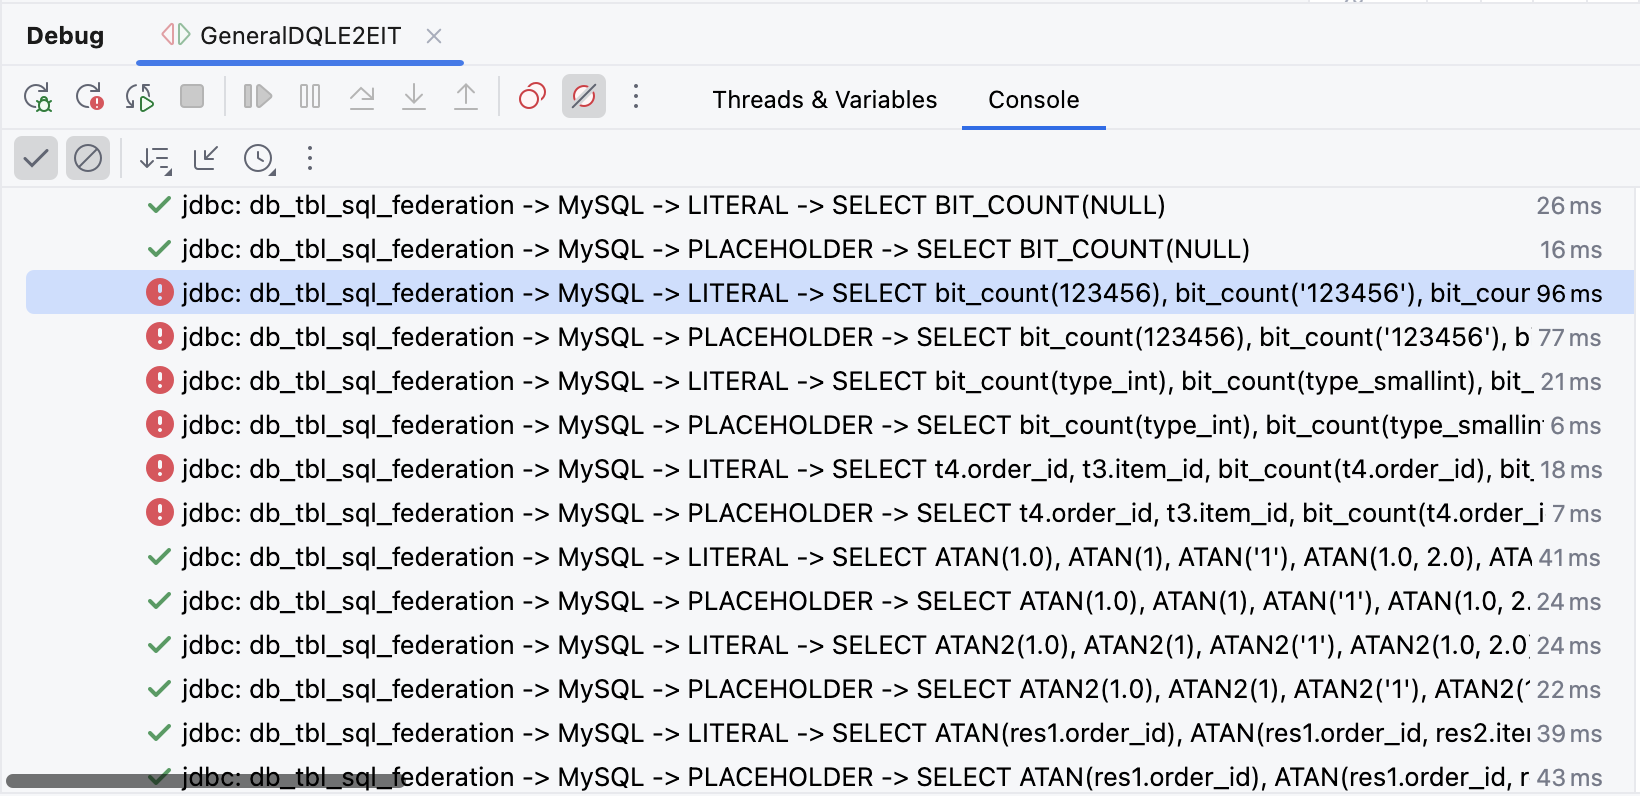 Debug GeneralDQLE2EIT
Threads & Variables Console
jdbc: db_tbl_sql_federation -> MySQL -> LITERAL -> SELECT BIT_COUNT(NULL) 26 ms
jdbc: db_tbl_sql_federation -> MySQL -> PLACEHOLDER -> SELECT BIT_COUNT(NULL) 16 ms
jdbc: db_tbl_sql_federation -> MySQL -> LITERAL -> SELECT bit_count(123456), bit_count('123456'), bit_cour 96 ms
jdbc: db_tbl_sql_federation -> MySQL -> PLACEHOLDER -> SELECT bit_count(123456), bit_count('123456'), b 77 ms
jdbc: db_tbl_sql_federation -> MySQL -> LITERAL -> SELECT bit_count(type_int), bit_count(type_smallint), bit_ 21 ms
jdbc: db_tbl_sql_federation -> MySQL -> PLACEHOLDER -> SELECT bit_count(type_int), bit_count(type_smallin 6 ms
jdbc: db_tbl_sql_federation -> MySQL -> LITERAL -> SELECT t4.order_id, t3.item_id, bit_count(t4.order_id), bit_ 18 ms
jdbc: db_tbl_sql_federation -> MySQL -> PLACEHOLDER -> SELECT t4.order_id, t3.item_id, bit_count(t4.order_i 7 ms
jdbc: db_tbl_sql_federation -> MySQL -> LITERAL -> SELECT ATAN(1.0), ATAN(1), ATAN('1'), ATAN(1.0, 2.0), ATA 41 ms
jdbc: db_tbl_sql_federation -> MySQL -> PLACEHOLDER -> SELECT ATAN(1.0), ATAN(1), ATAN('1'), ATAN(1.0, 2. 24 ms
jdbc: db_tbl_sql_federation -> MySQL -> LITERAL -> SELECT ATAN2(1.0), ATAN2(1), ATAN2('1'), ATAN2(1.0, 2.0) 24 ms
jdbc: db_tbl_sql_federation -> MySQL -> PLACEHOLDER -> SELECT ATAN2(1.0), ATAN2(1), ATAN2('1'), ATAN2(1 22 ms
jdbc: db_tbl_sql_federation -> MySQL -> LITERAL -> SELECT ATAN(res1.order_id), ATAN(res1.order_id, res2.iter 39 ms
jdbc: db_tbl_sql_federation -> MySQL -> PLACEHOLDER -> SELECT ATAN(res1.order_id), ATAN(res1.order_id, r 43 ms